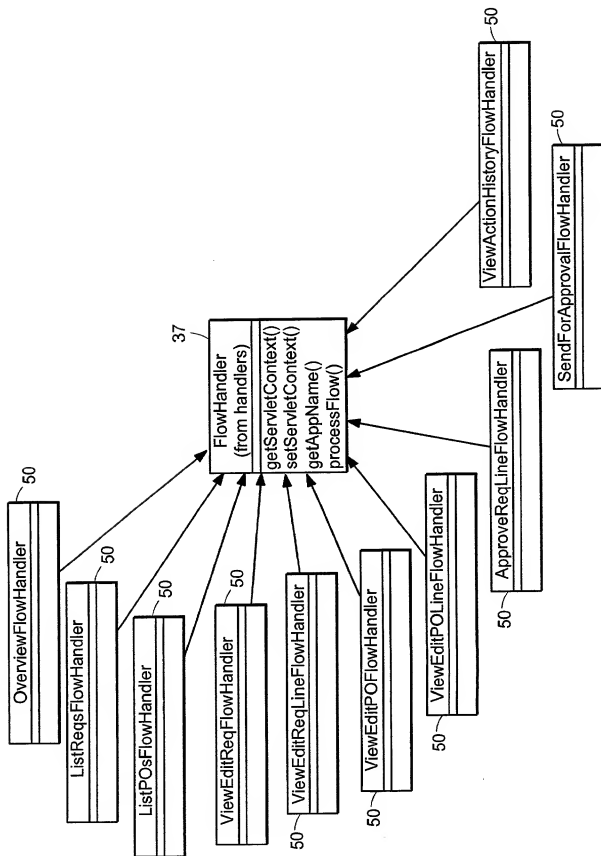 50
OverviewFlowHandler
50
ListReqsFlowHandler
50
ListPOsFlowHandler
50
ViewEditReqFlowHandler
50
ViewEditReqLineFlowHandler
50
ViewEditPOFlowHandler
50
ViewEditPOLineFlowHandler
50
ApproveReqLineFlowHandler
50
SendForApprovalFlowHandler
50
ViewActionHistoryFlowHandler
37
FlowHandler
(from handlers)
getServletContext()
setServletContext()
getAppName()
processFlow()